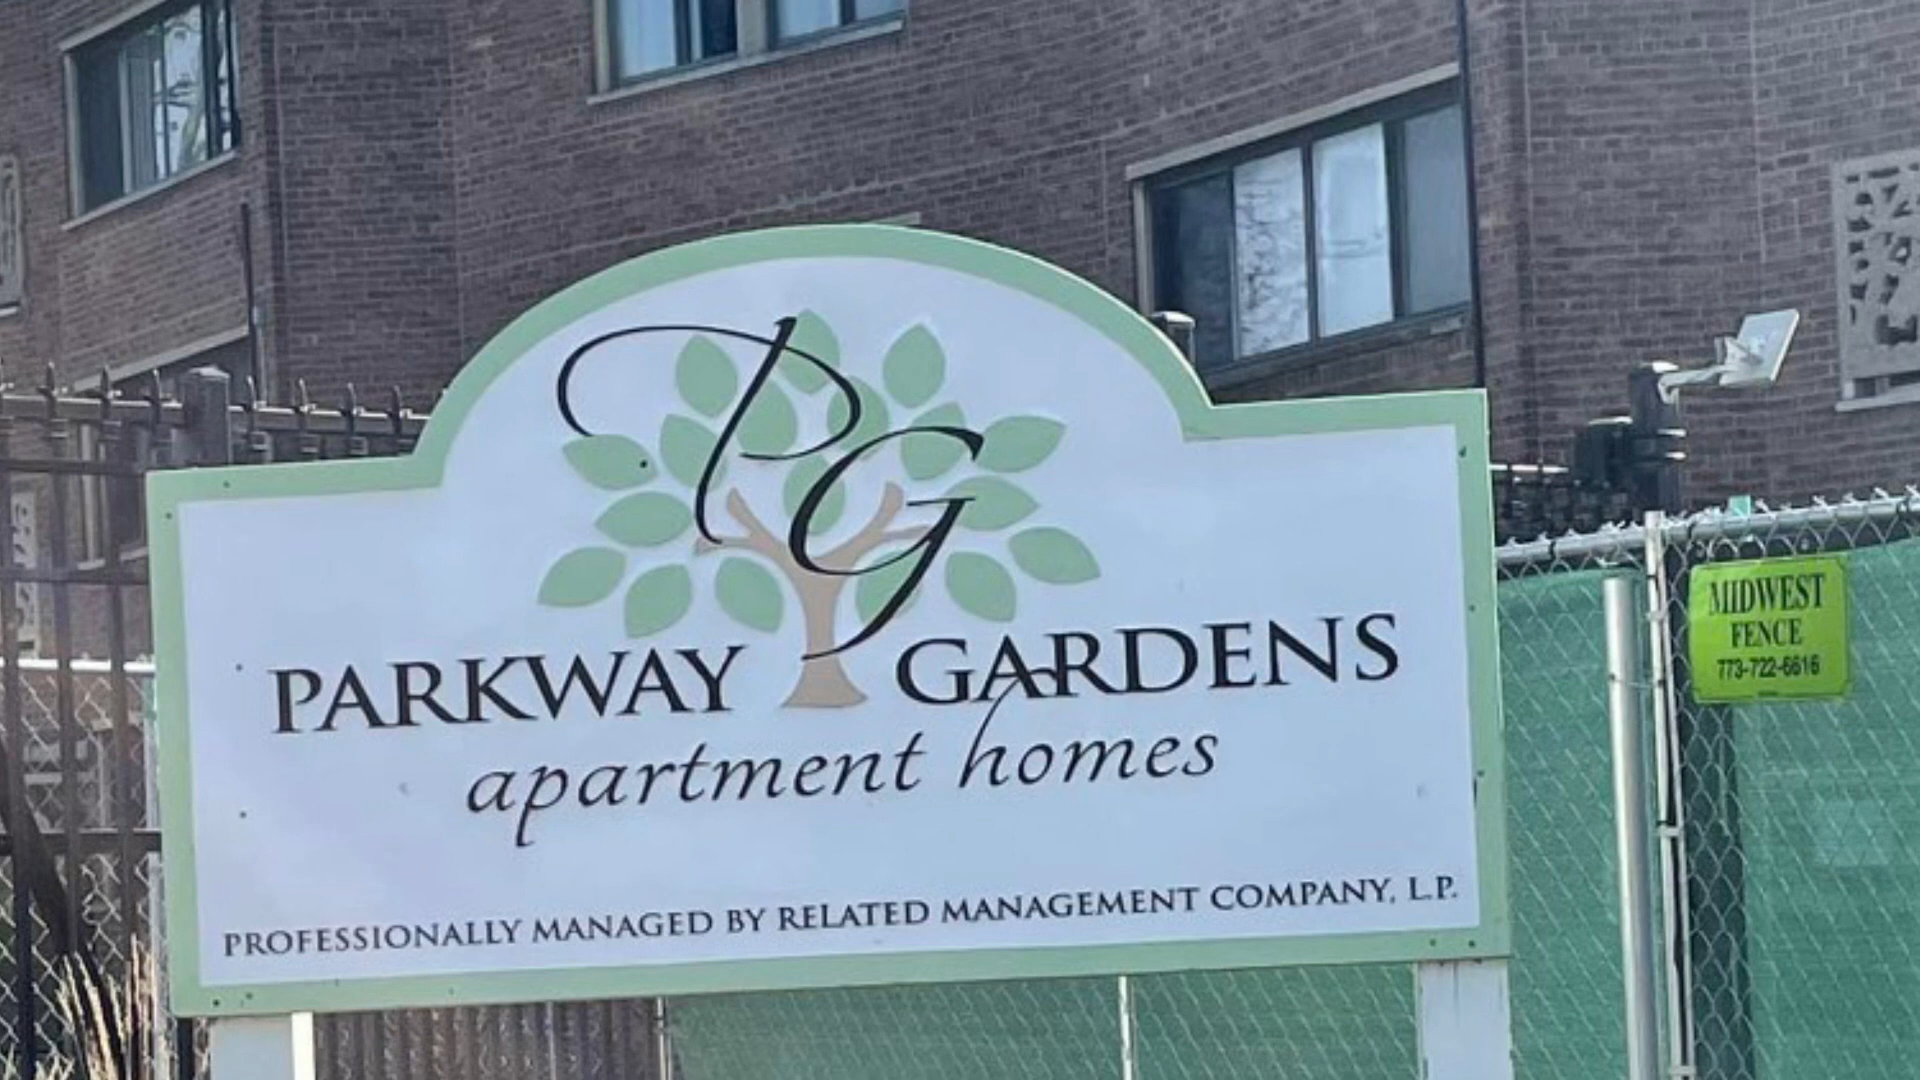 PG
PARKWAY GARDENS
apartment homes
PROFESSIONALLY MANAGED BY RELATED MANAGEMENT COMPANY, L.P.
MIDWEST
FENCE
773-722-6616